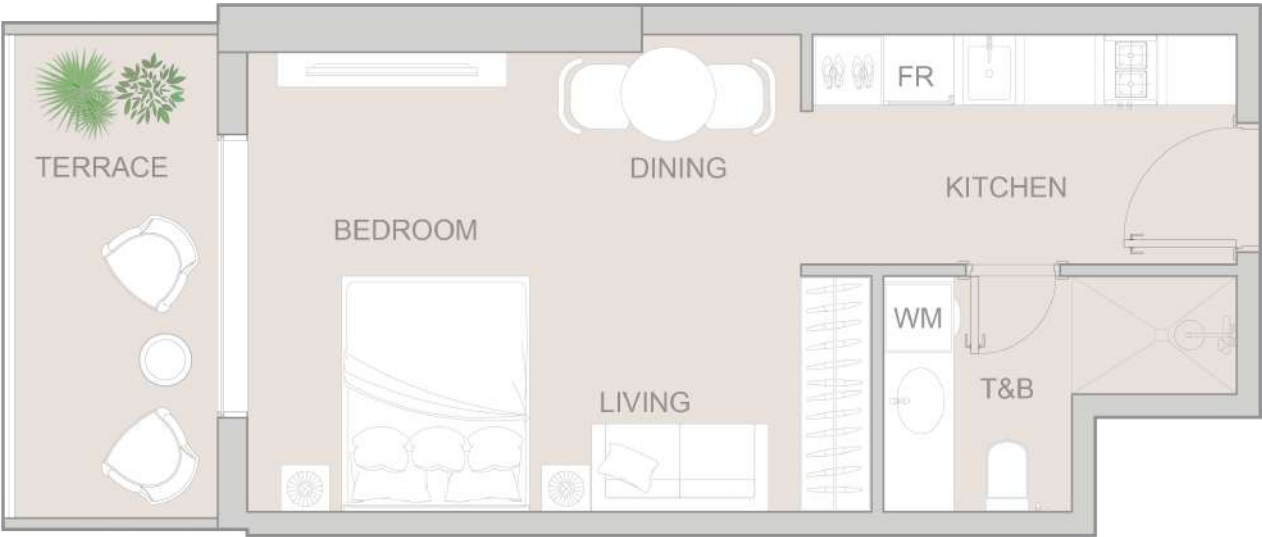 FR
TERRACE
DINING
KITCHEN
BEDROOM
WM
T&B
LIVING